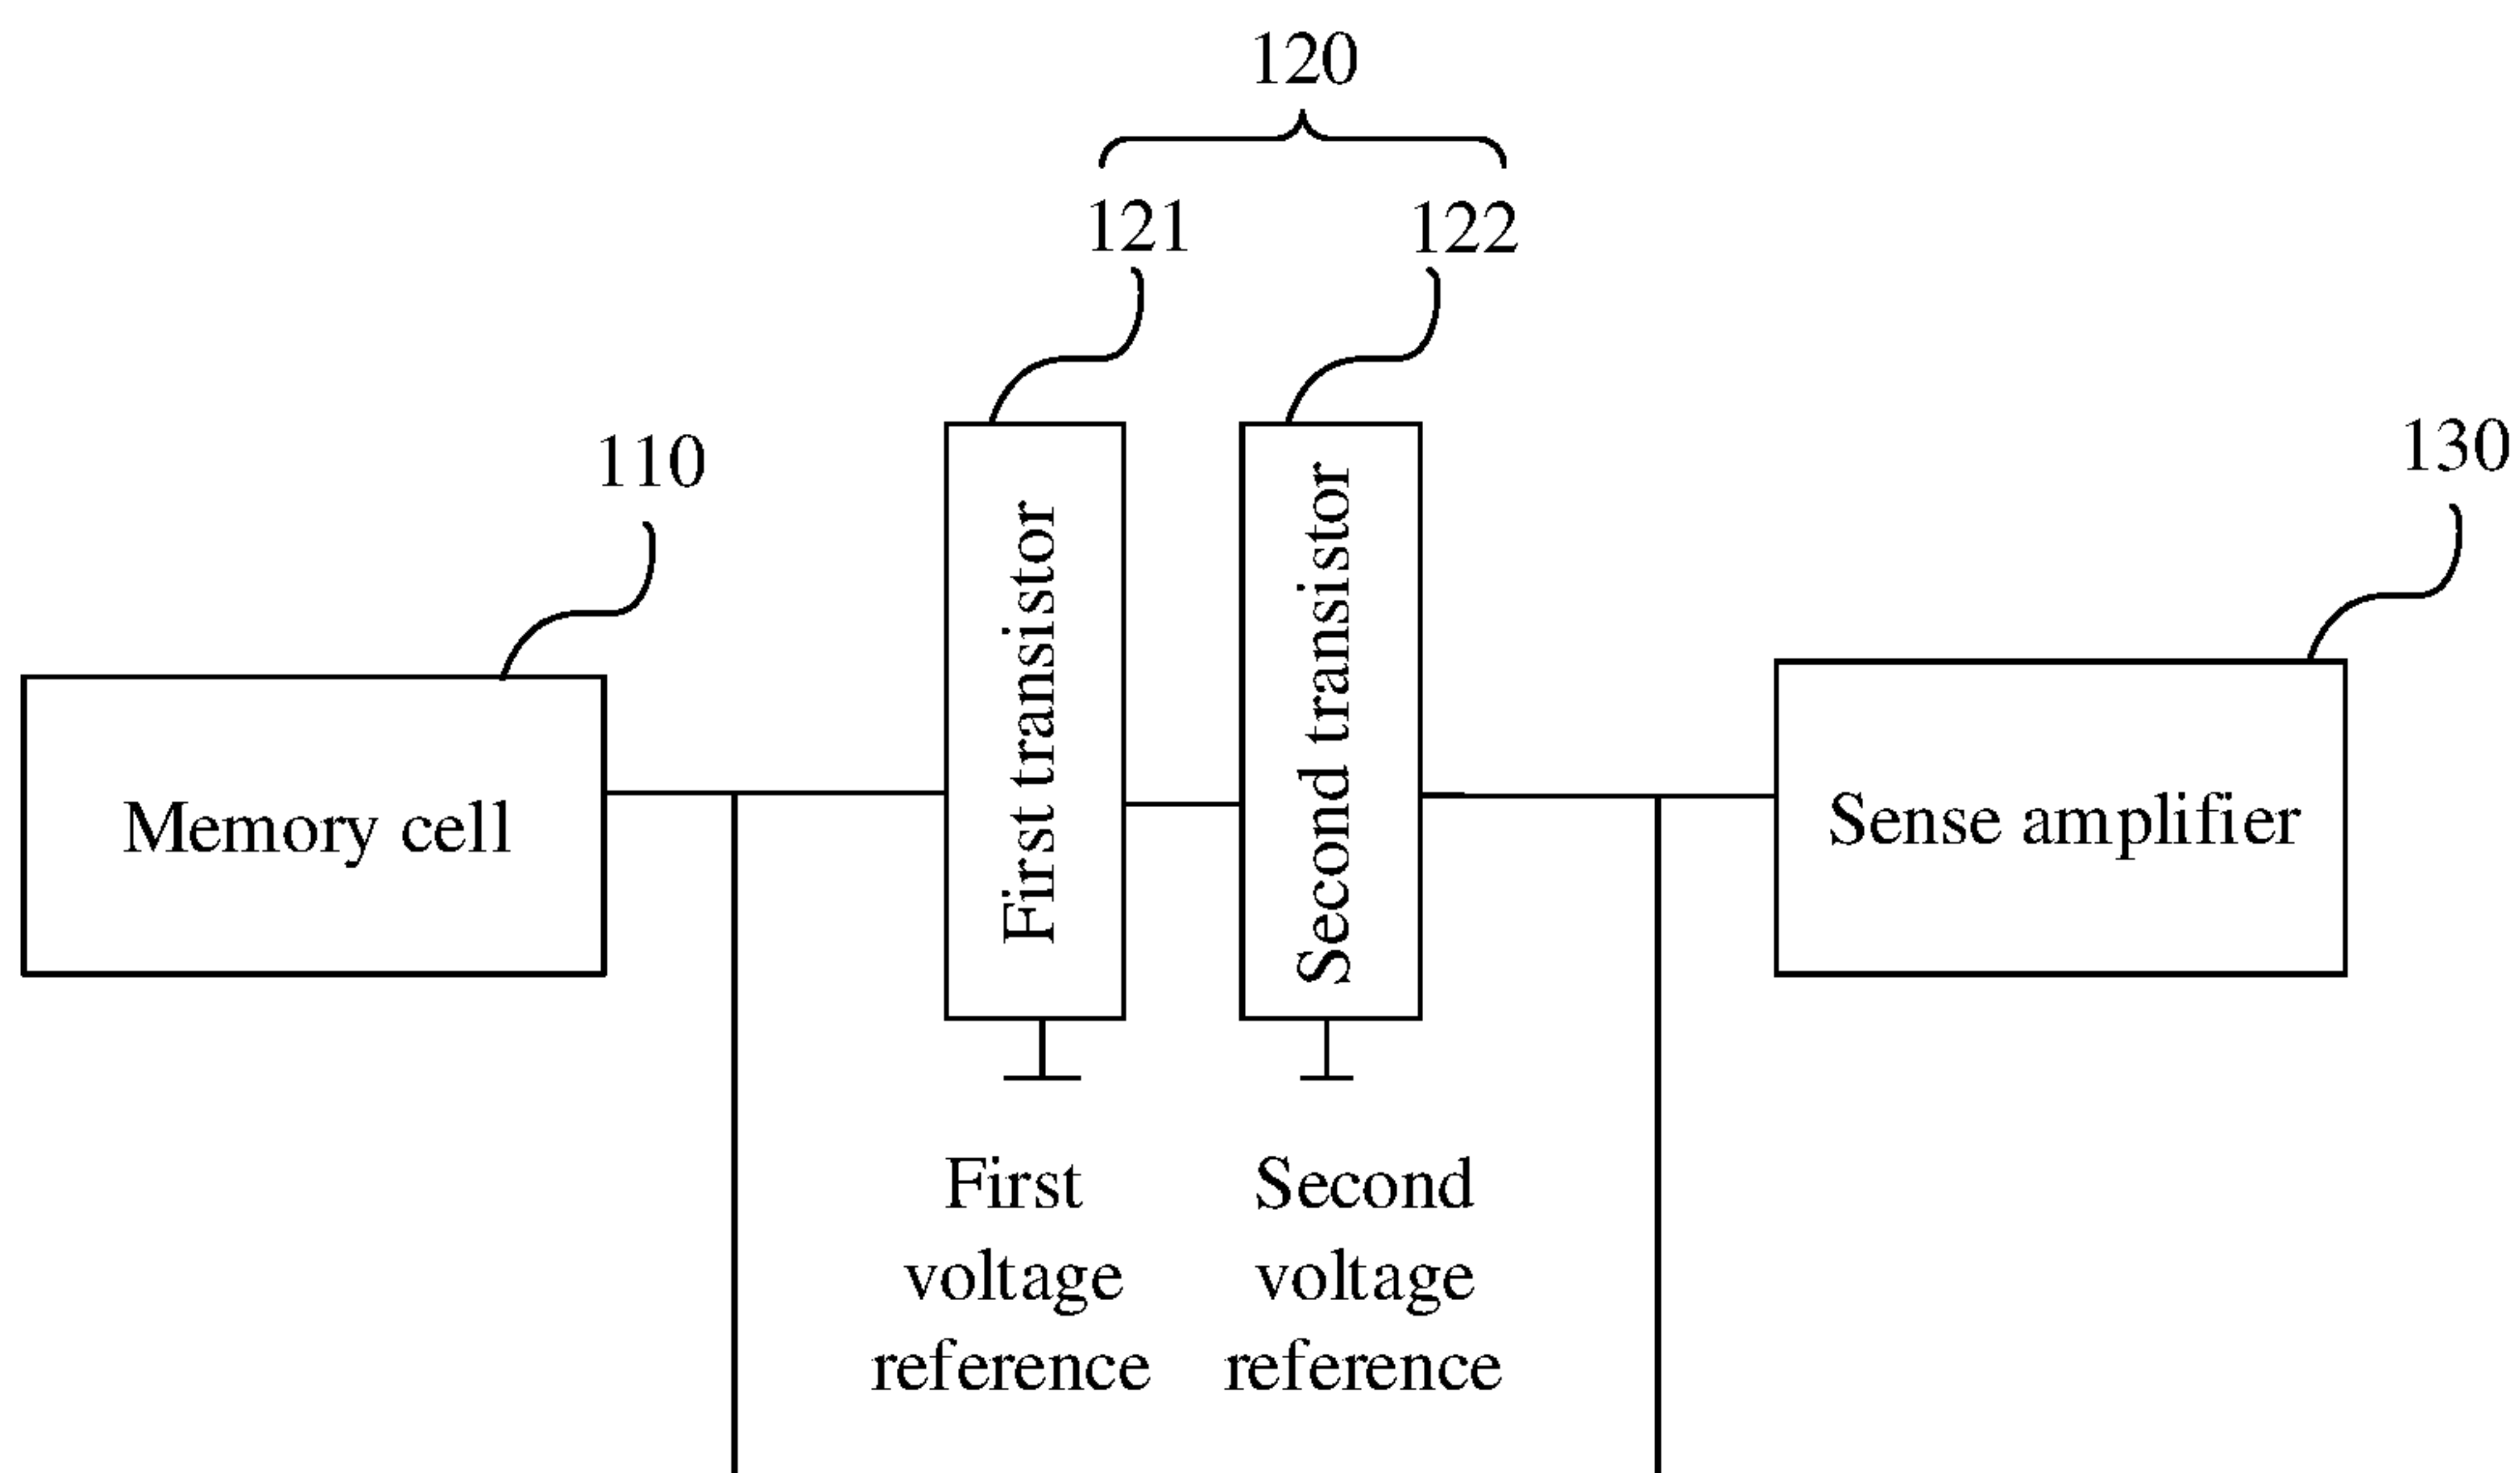 120
121
122
110
130
First transistor
Second transistor
Memory cell
Sense amplifier
First
voltage
reference
Second
voltage
reference